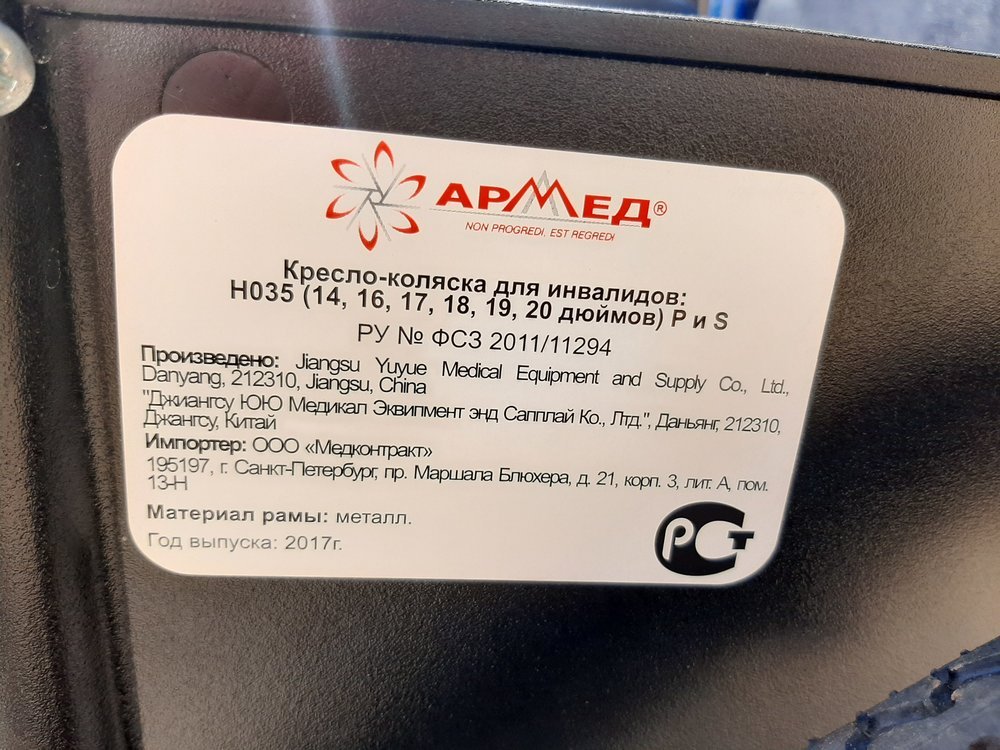 АРМЕД®
NON PROGREDI, EST REGREDI
Кресло-коляска для инвалидов:
Н035 (14, 16, 17, 18, 19, 20 дюймов) P и S
РУ № ФСЗ 2011/11294
Произведено: Jiangsu Yuyue Medical Equipment and Supply Co., Ltd.,
Danyang, 212310, Jiangsu, China
"Джиангсу ЮЮ Медикал Эквипмент энд Сапплай Ко., Лтд.", Даньянг, 212310,
Джангсу, Китай
Импортер: ООО «Медконтракт»
195197, г. Санкт-Петербург, пр. Маршала Блюхера, д. 21, корп. 3, лит. А, пом.
13-Н
Материал рамы: металл.
Год выпуска: 2017г.
РСТ